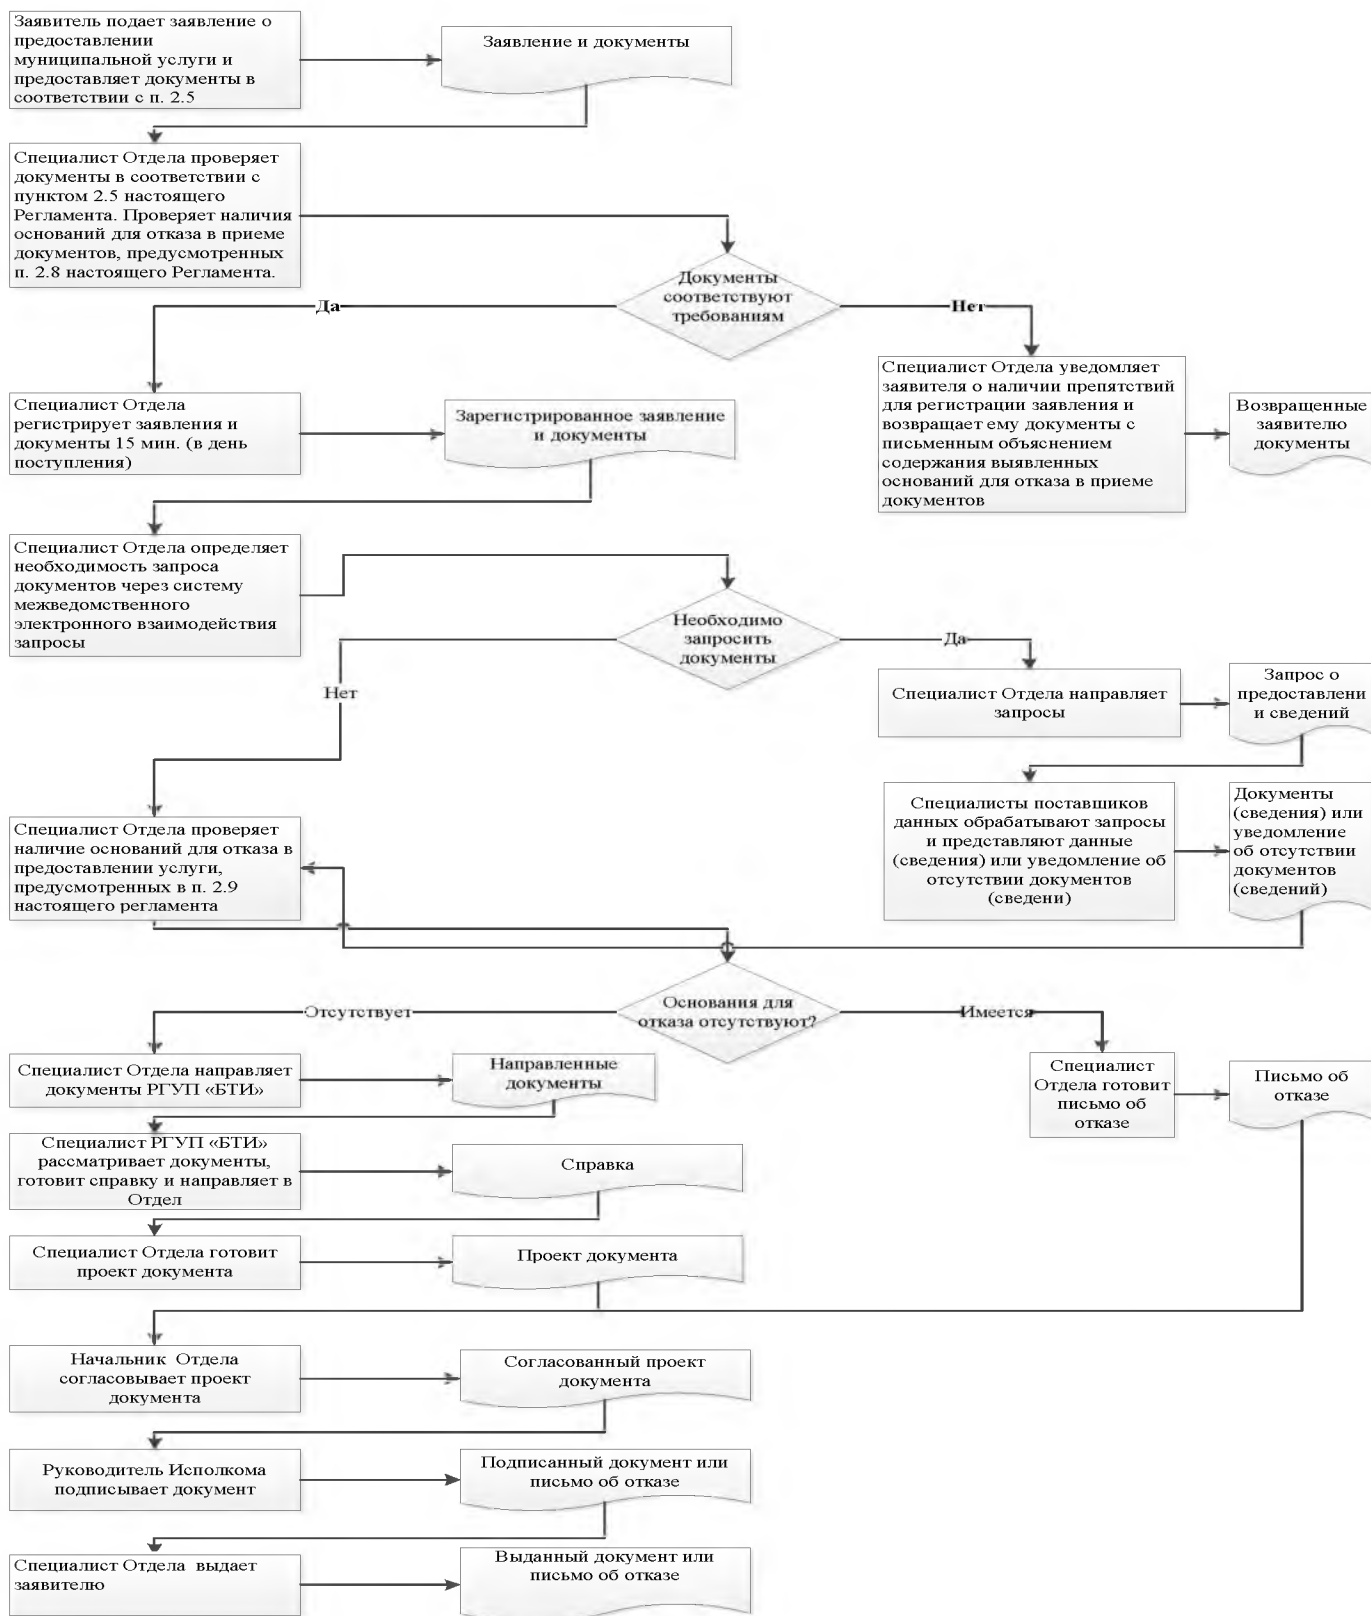 Заявитель подает заявление о
предоставлении
муниципальной услуги и
предоставляет документы в
соответствии с п. 2.5
Заявление и документы
Специалист Отдела проверяет
документы в соответствии с
пунктом 2.5 настоящего
Регламента. Проверяет наличия
оснований для отказа в приеме
документов, предусмотренных
п. 2.8 настоящего Регламента.
Документы
соответствуют
требованиям
Да
Нет
Специалист Отдела
регистрирует заявления и
документы 15 мин. (в день
поступления)
Зарегистрированное заявление
и документы
Специалист Отдела уведомляет
заявителя о наличии препятствий
для регистрации заявления и
возвращает ему документы с
письменным объяснением
содержания выявленных
оснований для отказа в приеме
документов
Возвращенные
заявителю
документы
Специалист Отдела определяет
необходимость запроса
документов через систему
межведомственного
электронного взаимодействия
запросы
Необходимо
запросить
документы
Да
Нет
Специалист Отдела направляет
запросы
Запрос о
предоставлени
и сведений
Специалисты поставшиков
данных обрабатывают запросы
и представляют данные
(сведения) или уведомление об
отсутствии документов
(сведени)
Документы
(сведения) или
уведомление
об отсутствии
документов
(сведений)
Специалист Отдела проверяет
наличие оснований для отказа в
предоставлении услуги,
предусмотренных в п. 2.9
настоящего регламента
Основания для
отказа отсутствуют?
Отсутствует
Имеется
Специалист Отдела направляет
документы РГУП «БТИ»
Направленные
документы
Специалист
Отдела готовит
письмо об
отказе
Письмо об
отказе
Специалист РГУП «БТИ»
рассматривает документы,
готовит справку и направляет в
Отдел
Справка
Специалист Отдела готовит
проект документа
Проект документа
Начальник Отдела
согласовывает проект
документа
Согласованный проект
документа
Руководитель Исполкома
подписывает документ
Подписанный документ или
письмо об отказе
Специалист Отдела выдает
заявителю
Выданный документ или
письмо об отказе